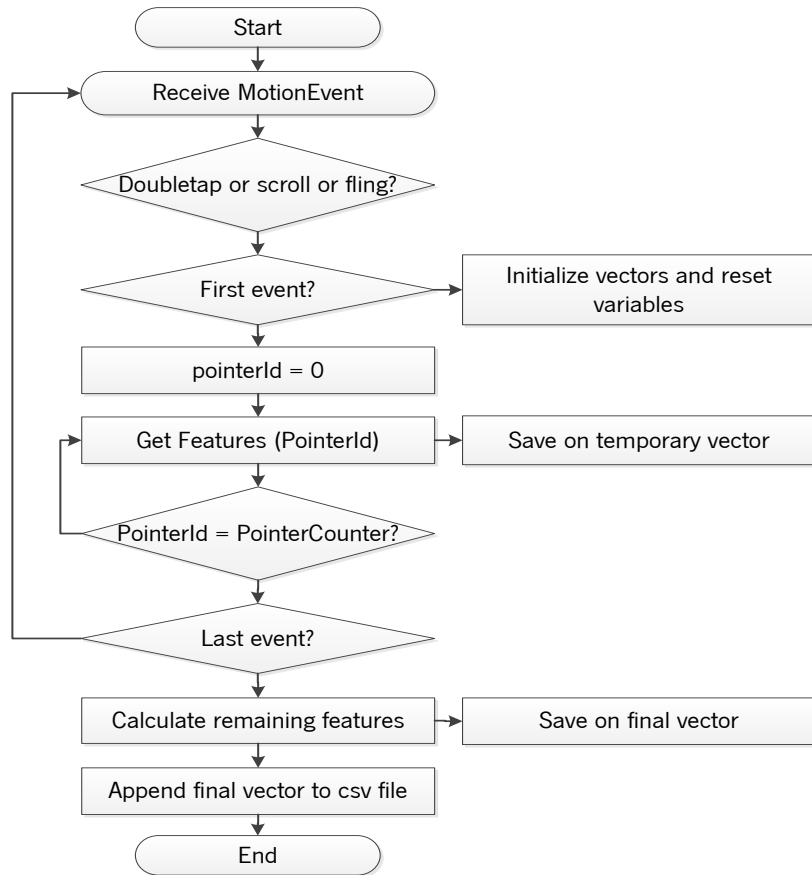 Start
Receive MotionEvent
Doubletap or scroll or fling?
First event?
Initialize vectors and reset
variables
pointerId = 0
Get Features (PointerId)
Save on temporary vector
PointerId = PointerCounter?
Last event?
Calculate remaining features
Save on final vector
Append final vector to csv file
End